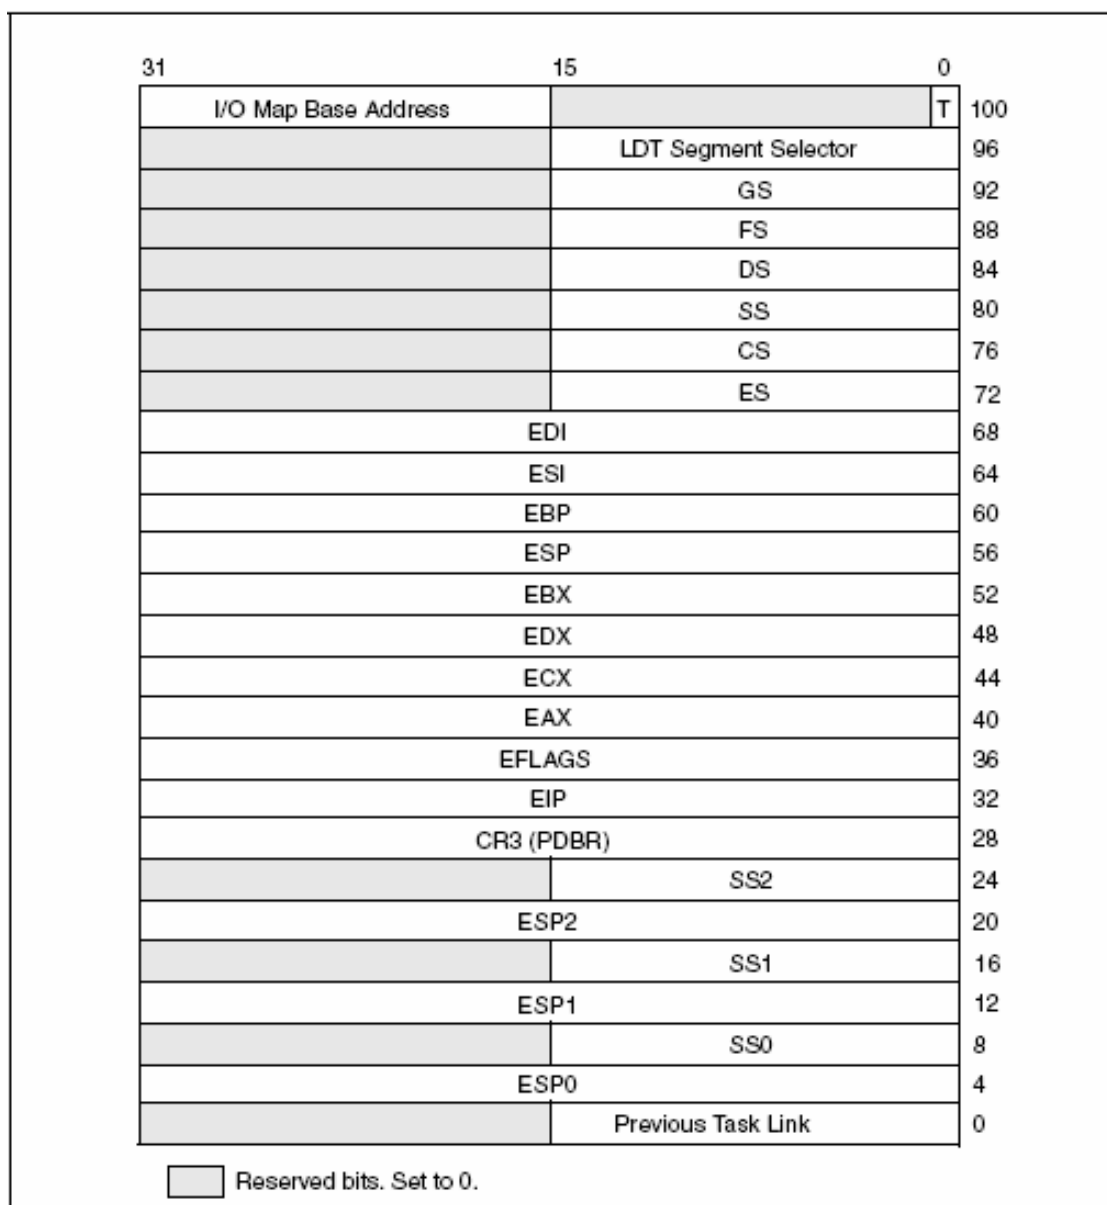 31 15 0
I/O Map Base Address T 100
LDT Segment Selector 96
GS 92
FS 88
DS 84
SS 80
CS 76
ES 72
EDI 68
ESI 64
EBP 60
ESP 56
EBX 52
EDX 48
ECX 44
EAX 40
EFLAGS 36
EIP 32
CR3 (PDBR) 28
SS2 24
ESP2 20
SS1 16
ESP1 12
SS0 8
ESP0 4
Previous Task Link 0
Reserved bits. Set to 0.